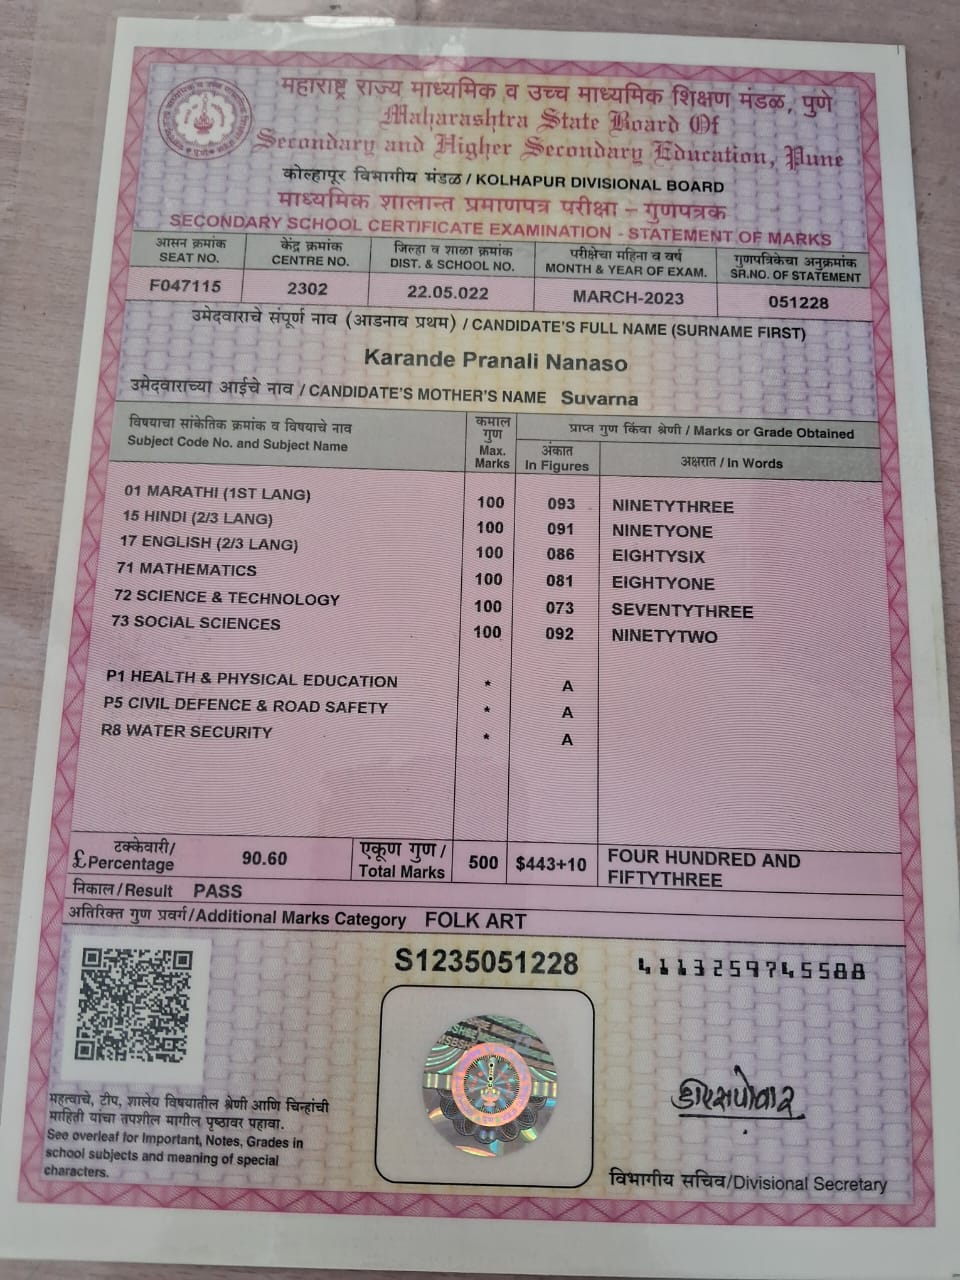 महाराष्ट्र राज्य माध्यमिक व उच्च माध्यमिक शिक्षण मंडळ, पुणे
Maharashtra State Board Of
Secondary and Higher Secondary Education, Pune
कोल्हापूर विभागीय मंडळ / KOLHAPUR DIVISIONAL BOARD
माध्यमिक शालान्त प्रमाणपत्र परीक्षा – गुणपत्रक
SECONDARY SCHOOL CERTIFICATE EXAMINATION - STATEMENT OF MARKS
आसन क्रमांक केंद्र क्रमांक जिल्हा व शाळा क्रमांक परीक्षेचा महिना व वर्ष गुणपत्रिकेचा अनुक्रमांक
SEAT NO. CENTRE NO. DIST. & SCHOOL NO. MONTH & YEAR OF EXAM. SR.NO. OF STATEMENT
F047115 2302 22.05.022 MARCH-2023 051228
उमेदवाराचे संपूर्ण नाव (आडनाव प्रथम) / CANDIDATE'S FULL NAME (SURNAME FIRST)
Karande Pranali Nanaso
उमेदवाराच्या आईचे नाव / CANDIDATE'S MOTHER'S NAME Suvarna
विषयाचा सांकेतिक क्रमांक व विषयाचे नाव
Subject Code No. and Subject Name
कमाल
गुण
Max.
Marks
प्राप्त गुण किंवा श्रेणी / Marks or Grade Obtained
अंकात
In Figures
अक्षरात / In Words
01 MARATHI (1ST LANG) 100 093 NINETYTHREE
15 HINDI (2/3 LANG) 100 091 NINETYONE
17 ENGLISH (2/3 LANG) 100 086 EIGHTYSIX
71 MATHEMATICS 100 081 EIGHTYONE
72 SCIENCE & TECHNOLOGY 100 073 SEVENTYTHREE
73 SOCIAL SCIENCES 100 092 NINETYTWO
P1 HEALTH & PHYSICAL EDUCATION * A
P5 CIVIL DEFENCE & ROAD SAFETY * A
R8 WATER SECURITY * A
टक्केवारी/
£ Percentage 90.60
एकूण गुण /
Total Marks 500 $443+10
FOUR HUNDRED AND
FIFTYTHREE
निकाल / Result PASS
अतिरिक्त गुण प्रवर्ग/Additional Marks Category FOLK ART
S1235051228
4113259745588
महत्वाचे, टीप, शालेय विषयातील श्रेणी आणि चिन्हांची
माहिती यांचा तपशील मागील पृष्ठावर पहावा.
See overleaf for Important, Notes, Grades in
school subjects and meaning of special
characters.
विभागीय सचिव/Divisional Secretary